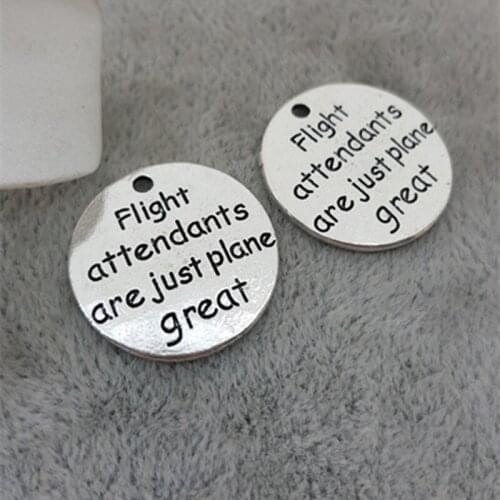 Flight
attendants
are just plane
great
Flight
attendants
are just plane
great